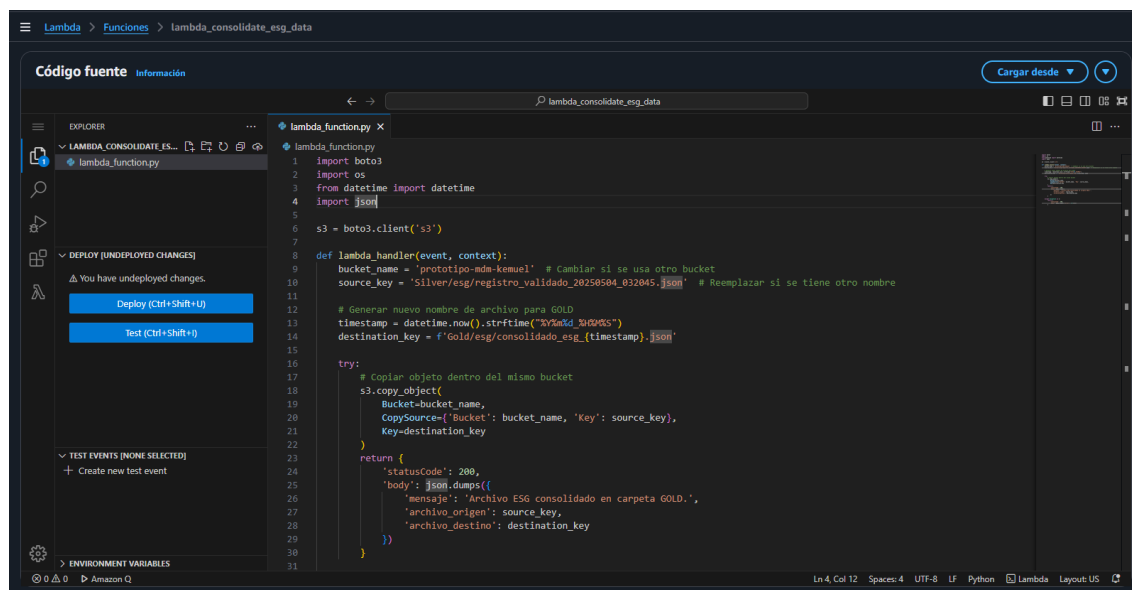 Lambda > Funciones > lambda_consolidate_esg_data
Código fuente Información
Cargar desde
lambda_consolidate_esg_data
EXPLORER
LAMBDA_CONSOLIDATE_ES...
lambda_function.py
DEPLOY [UNDEPLOYED CHANGES]
You have undeployed changes.
Deploy (Ctrl+Shift+U)
Test (Ctrl+Shift+I)
TEST EVENTS [NONE SELECTED]
+ Create new test event
ENVIRONMENT VARIABLES
lambda_function.py
lambda_function.py
1 import boto3
2 import os
3 from datetime import datetime
4 import json
5
6 s3 = boto3.client('s3')
7
8 def lambda_handler(event, context):
9 bucket_name = 'prototipo-mdm-kemuel' # Cambiar si se usa otro bucket
10 source_key = 'Silver/esg/registro_validado_20250504_032045.json' # Reemplazar si se tiene otro nombre
11
12 # Generar nuevo nombre de archivo para GOLD
13 timestamp = datetime.now().strftime("%Y%m%d_%H%M%S")
14 destination_key = f'Gold/esg/consolidado_esg_{timestamp}.json'
15
16 try:
17 # Copiar objeto dentro del mismo bucket
18 s3.copy_object(
19 Bucket=bucket_name,
20 CopySource={'Bucket': bucket_name, 'Key': source_key},
21 Key=destination_key
22 )
23 return {
24 'statusCode': 200,
25 'body': json.dumps({
26 'mensaje': 'Archivo ESG consolidado en carpeta GOLD.',
27 'archivo_origen': source_key,
28 'archivo_destino': destination_key
29 })
30 }
31
0 0 Amazon Q
Ln 4, Col 12 Spaces: 4 UTF-8 LF Python Lambda Layout: US